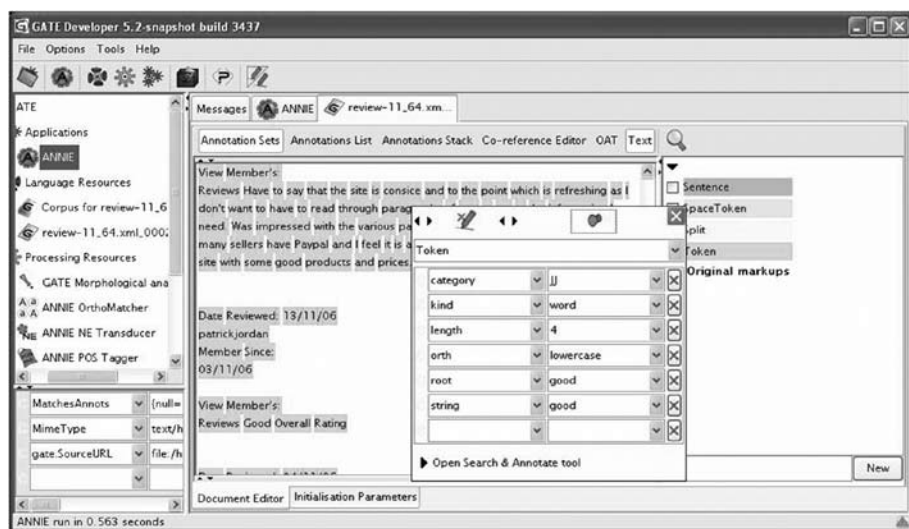 GATE Developer 5.2-snapshot build 3437
File Options Tools Help
ATE
Applications
ANNIE
Language Resources
Corpus for review-11_6
review-11_64.xml_000
Processing Resources
GATE Morphological ana
ANNIE OrthoMatcher
ANNIE NE Transducer
ANNIE POS Tagger
MatchesAnnots {null=
MimeType text/h
gate.SourceURL file:/h
Messages ANNIE review-11_64.xm...
Annotation Sets Annotations List Annotations Stack Co-reference Editor OAT Text
View Member's:
Reviews Have to say that the site is consice and to the point which is refreshing as I
don't want to have to read through parag
need. Was impressed with the various pa
many sellers have Paypal and I feel it is a
site with some good products and prices.
Date Reviewed: 13/11/06
patrickjordan
Member Since:
03/11/06
View Member's:
Reviews Good Overall Rating
Token
category JJ
kind word
length 4
orth lowercase
root good
string good
Open Search & Annotate tool
Sentence
SpaceToken
Split
Token
Original markups
New
Document Editor Initialisation Parameters
ANNIE run in 0.563 seconds